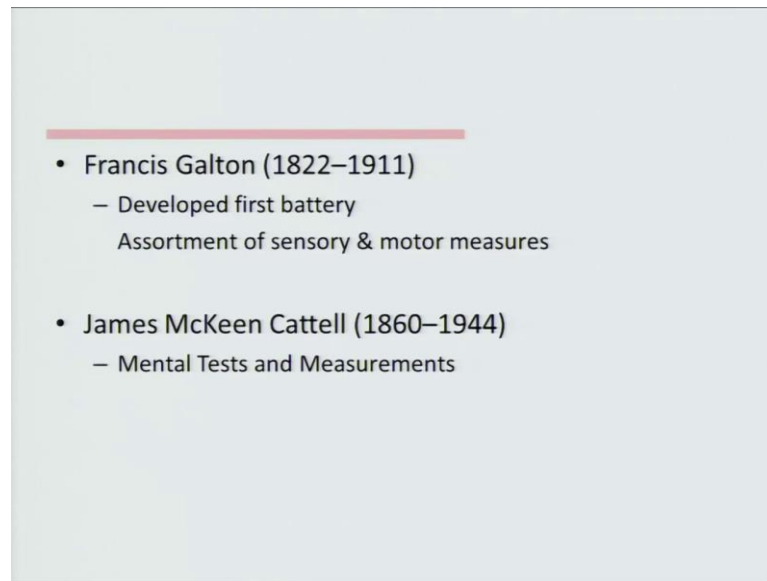 • Francis Galton (1822–1911)
– Developed first battery
Assortment of sensory & motor measures
• James McKeen Cattell (1860–1944)
– Mental Tests and Measurements